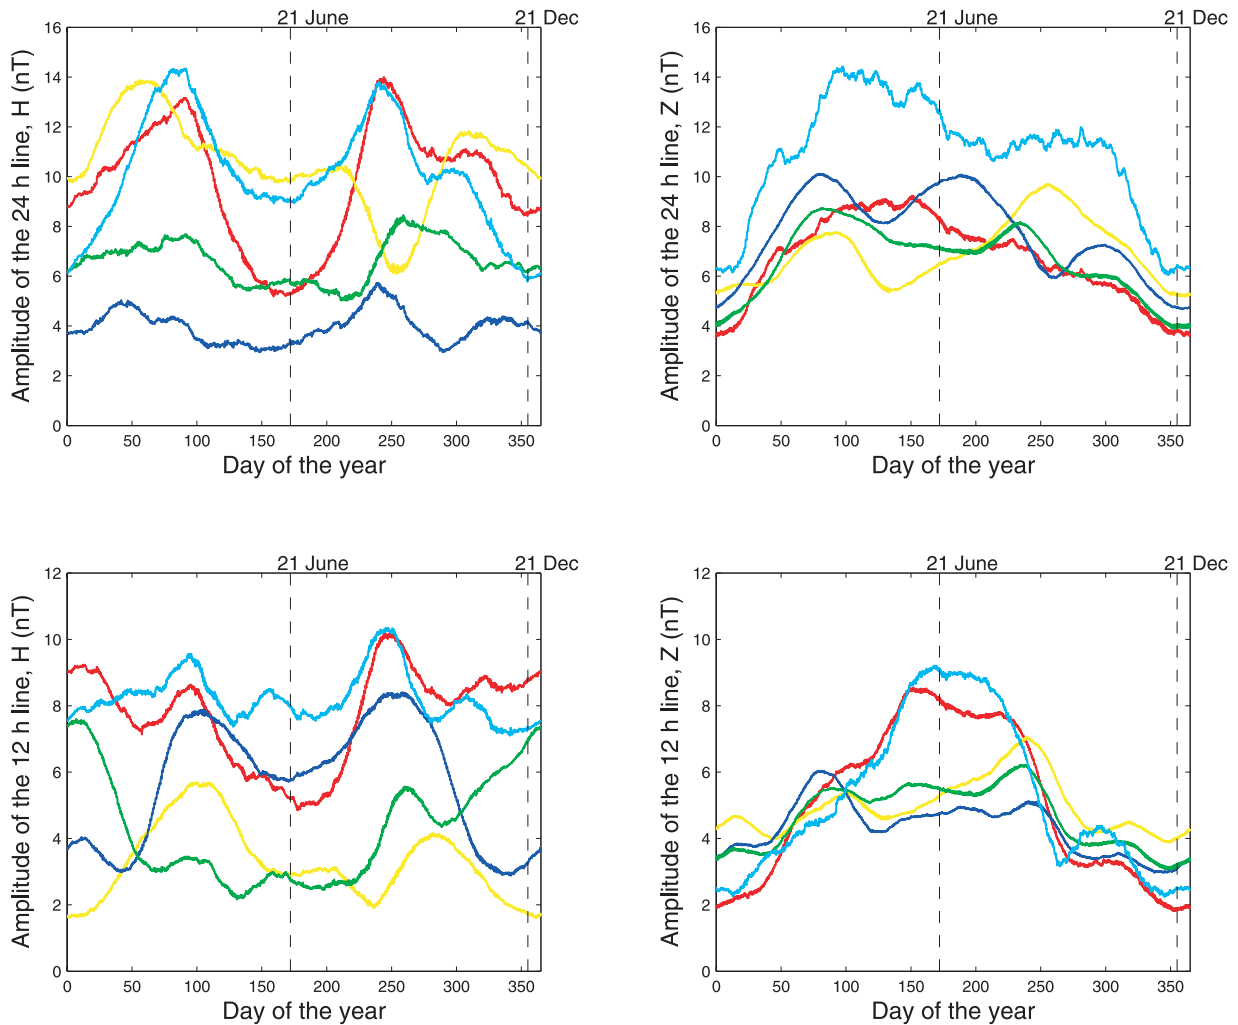 21 June 21 Dec
Amplitude of the 24 h line, H (nT)
16
14
12
10
8
6
4
2
0
0 50 100 150 200 250 300 350
Day of the year
21 June 21 Dec
Amplitude of the 24 h line, Z (nT)
16
14
12
10
8
6
4
2
0
0 50 100 150 200 250 300 350
Day of the year
21 June 21 Dec
Amplitude of the 12 h line, H (nT)
12
10
8
6
4
2
0
0 50 100 150 200 250 300 350
Day of the year
21 June 21 Dec
Amplitude of the 12 h line, Z (nT)
12
10
8
6
4
2
0
0 50 100 150 200 250 300 350
Day of the year